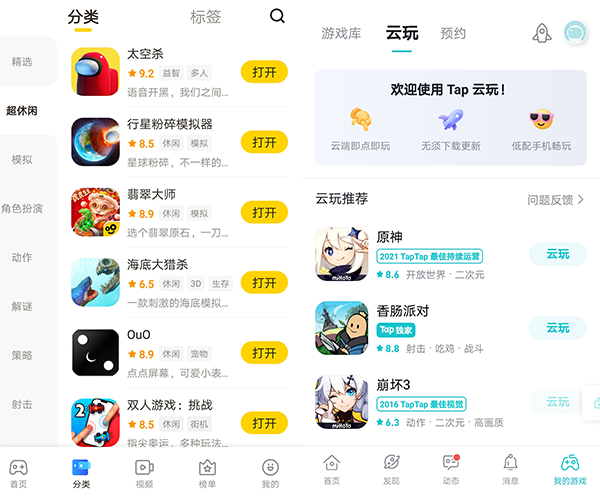 分类
标签
精选
超休闲
模拟
角色扮演
动作
解谜
策略
射击
太空杀
9.2 益智 多人
语音开黑，我们之间...
打开
行星粉碎模拟器
8.5 休闲 模拟
星球粉碎，不一样的...
打开
翡翠大师
8.9 休闲 模拟
选个翡翠原石，一刀...
打开
海底大猎杀
6.5 休闲 3D 生存
一款刺激的海底模拟...
打开
OuO
8.9 休闲 宠物
点点屏幕，可爱小表...
打开
2
双人游戏：挑战
8.5 休闲 街机
指尖奥运，多种玩法...
打开
首页
分类
视频
榜单
我的
游戏库
云玩
预约
欢迎使用 Tap 云玩！
云端即点即玩
无须下载更新
低配手机畅玩
云玩推荐
问题反馈
miHoYo
原神
2021 TapTap 最佳持续运营
8.6 开放世界 · 二次元
云玩
香肠派对
Tap 独家
8.8 射击 · 吃鸡 · 战斗
云玩
miHoYo
崩坏3
2016 TapTap 最佳视觉
6.3 动作 · 二次元 · 高画质
云玩
首页
发现
动态
消息
我的游戏